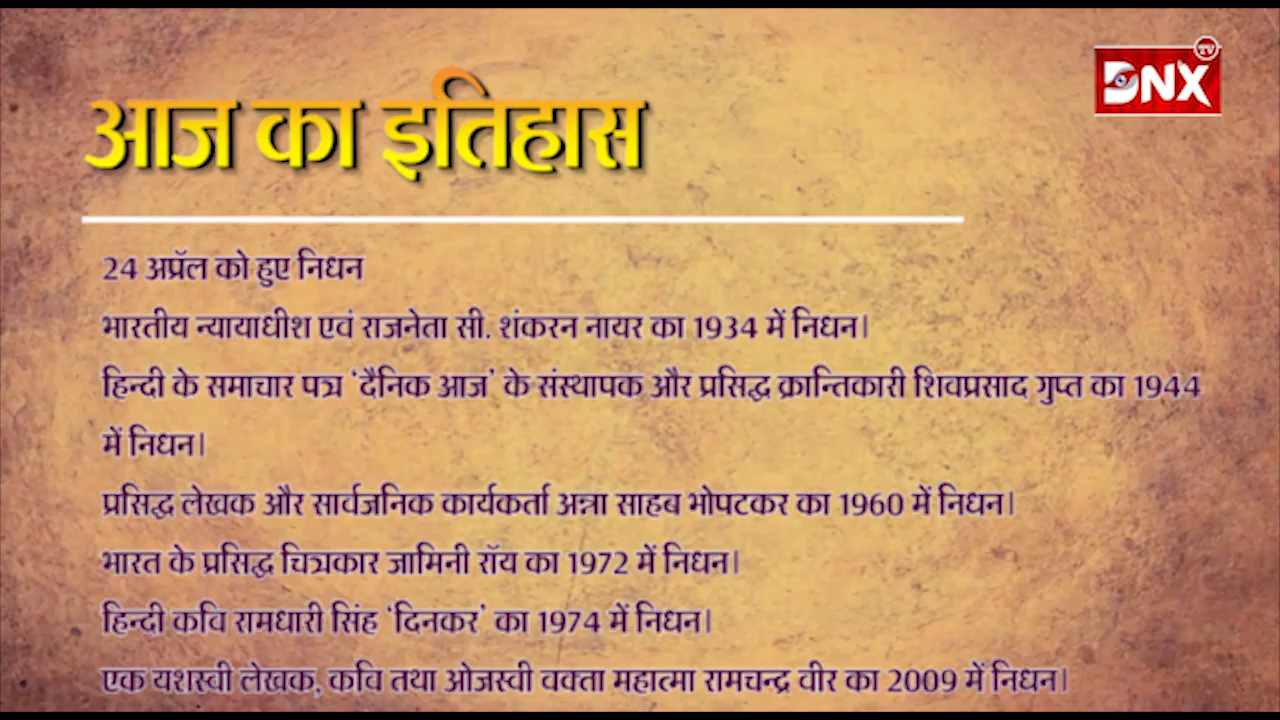 आज का इतिहास
DNX TV
24 अप्रॅल को हुए निधन
भारतीय न्यायाधीश एवं राजनेता सी. शंकरन नायर का 1934 में निधन।
हिन्दी के समाचार पत्र ‘दैनिक आज’ के संस्थापक और प्रसिद्ध क्रान्तिकारी शिवप्रसाद गुप्त का 1944
में निधन।
प्रसिद्ध लेखक और सार्वजनिक कार्यकर्ता अन्ना साहब भोपटकर का 1960 में निधन।
भारत के प्रसिद्ध चित्रकार जामिनी रॉय का 1972 में निधन।
हिन्दी कवि रामधारी सिंह ‘दिनकर’ का 1974 में निधन।
एक यशस्वी लेखक, कवि तथा ओजस्वी वक्ता महात्मा रामचन्द्र वीर का 2009 में निधन।